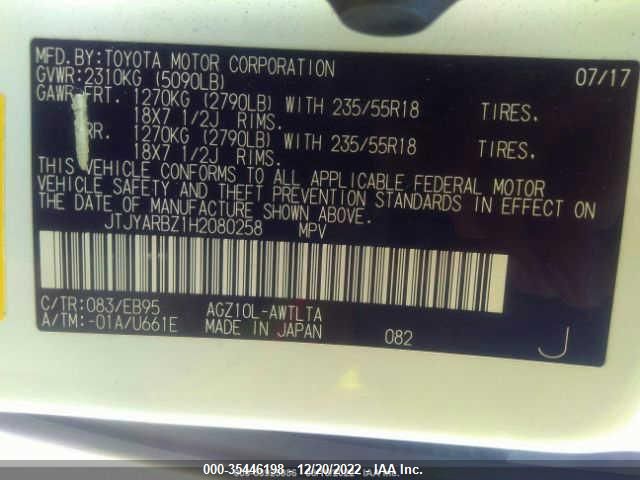 MFD.BY:TOYOTA MOTOR CORPORATION 07/17
GVWR:2310KG (5090LB)
GAWR FRT. 1270KG (2790LB) WITH 235/55R18 TIRES.
18X7 1/2J RIMS.
RR. 1270KG (2790LB) WITH 235/55R18 TIRES.
18X7 1/2J RIMS.
THIS VEHICLE CONFORMS TO ALL APPLICABLE FEDERAL MOTOR
VEHICLE SAFETY AND THEFT PREVENTION STANDARDS IN EFFECT ON
THE DATE OF MANUFACTURE SHOWN ABOVE.
JTJYARBZ1H2080258 MPV
C/TR:083/EB95 AGZ10L-AWTLTA
A/TM:-01A/U661E MADE IN JAPAN 082 J
000-35446198 - 12/20/2022 - IAAI.com